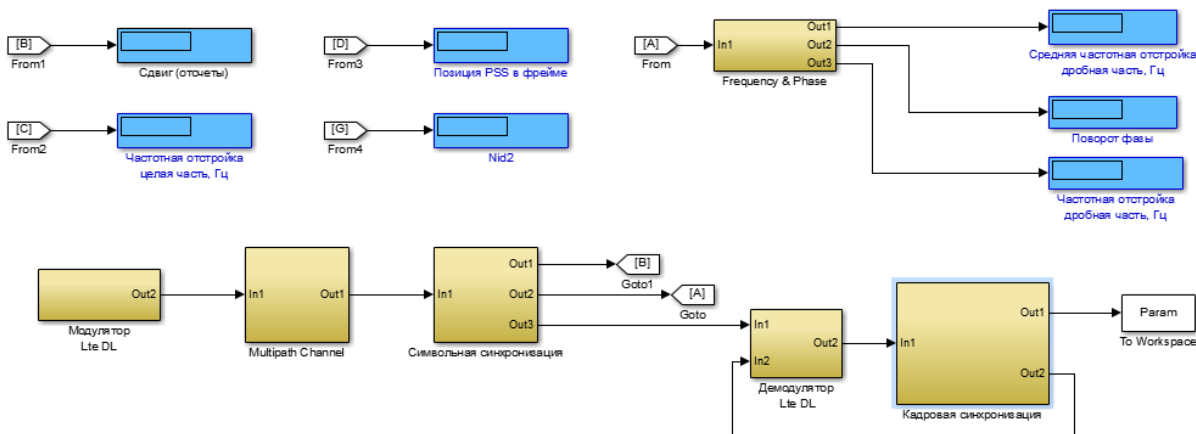 [B]
From1
Сдвиг (отсчеты)
[D]
From3
Позиция PSS в фрейме
[A]
From
In1
Out1
Out2
Out3
Frequency & Phase
Средняя частотная отстройка
дробная часть, Гц
[C]
From2
Частотная отстройка
целая часть, Гц
[G]
From4
Nid2
Поворот фазы
Частотная отстройка
дробная часть, Гц
Out2
Модулятор
Lte DL
In1
Out1
Multipath Channel
In1
Out1
Out2
Out3
Символьная синхронизация
[B]
Goto1
[A]
Goto
In1
In2
Out2
Демодулятор
Lte DL
In1
Out1
Out2
Кадровая синхронизация
Param
To Workspace